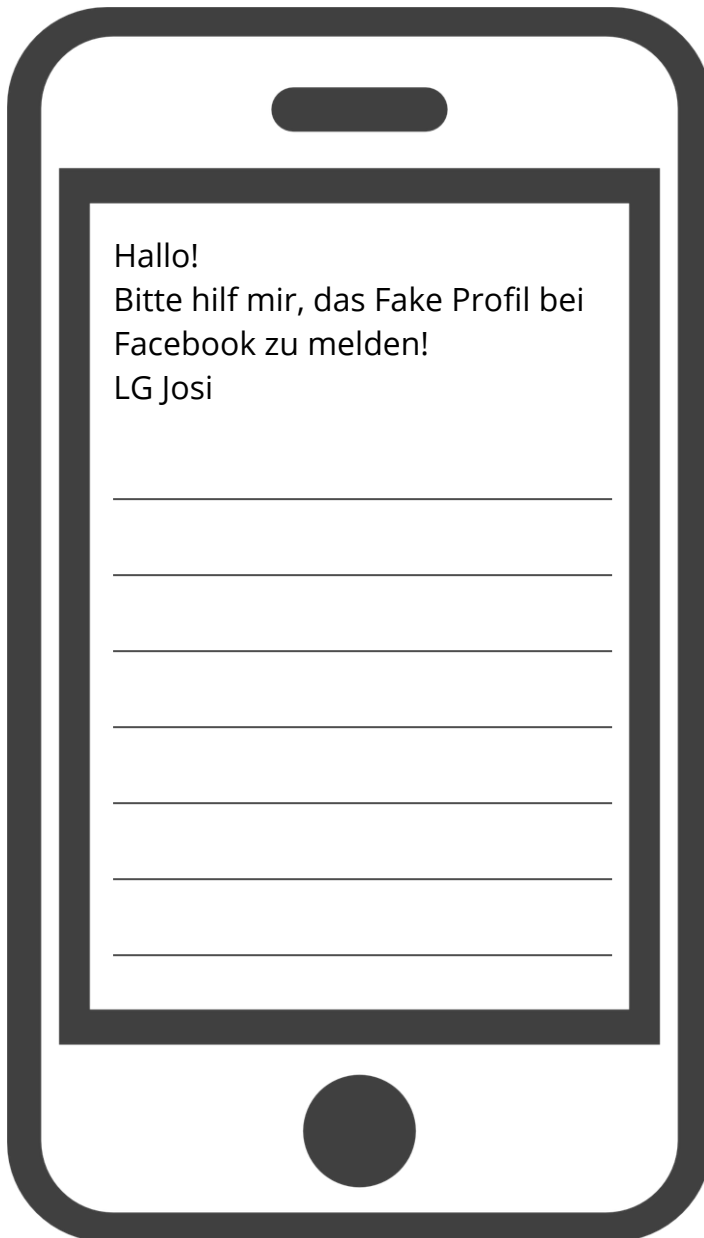 Hallo!
Bitte hilf mir, das Fake Profil bei
Facebook zu melden!
LG Josi